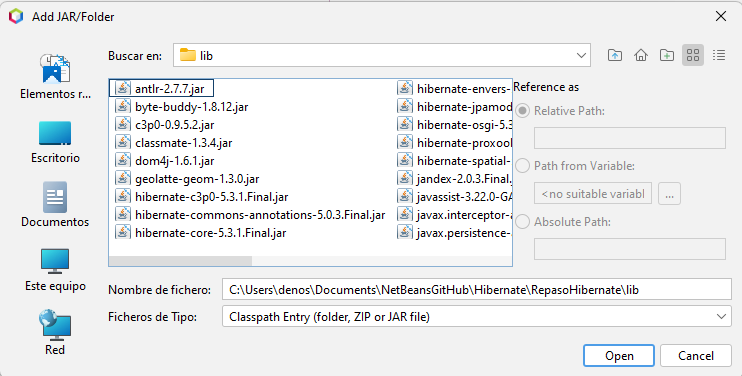 Add JAR/Folder
Buscar en: lib
Elementos r...
Escritorio
Documentos
Este equipo
Red
antlr-2.7.7.jar
byte-buddy-1.8.12.jar
c3p0-0.9.5.2.jar
classmate-1.3.4.jar
dom4j-1.6.1.jar
geolatte-geom-1.3.0.jar
hibernate-c3p0-5.3.1.Final.jar
hibernate-commons-annotations-5.0.3.Final.jar
hibernate-core-5.3.1.Final.jar
hibernate-envers-
hibernate-jpamod
hibernate-osgi-5.3
hibernate-proxool
hibernate-spatial-
jandex-2.0.3.Final.
javassist-3.22.0-GA
javax.interceptor-a
javax.persistence-
Reference as
Relative Path:
Path from Variable:
<no suitable variabl ...
Absolute Path:
Nombre de fichero: C:\Users\denos\Documents\NetBeansGitHub\Hibernate\RepasoHibernate\lib
Ficheros de Tipo: Classpath Entry (folder, ZIP or JAR file)
Open Cancel